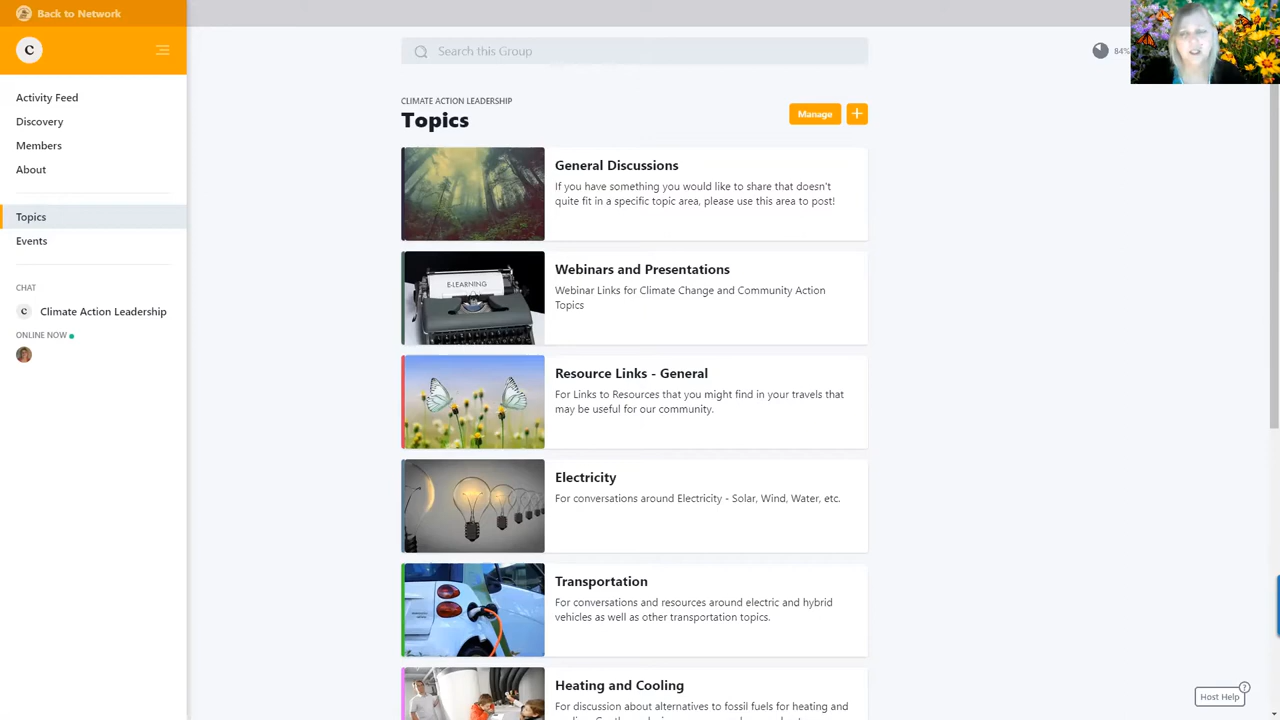 Back to Network
C
Search this Group
84%
Activity Feed
Discovery
Members
About
Topics
Events
CHAT
C Climate Action Leadership
ONLINE NOW
CLIMATE ACTION LEADERSHIP
Topics
Manage
+
General Discussions
If you have something you would like to share that doesn't
quite fit in a specific topic area, please use this area to post!
E-LEARNING
Webinars and Presentations
Webinar Links for Climate Change and Community Action
Topics
Resource Links - General
For Links to Resources that you might find in your travels that
may be useful for our community.
Electricity
For conversations around Electricity - Solar, Wind, Water, etc.
Transportation
For conversations and resources around electric and hybrid
vehicles as well as other transportation topics.
Heating and Cooling
For discussion about alternatives to fossil fuels for heating and
Host Help
?